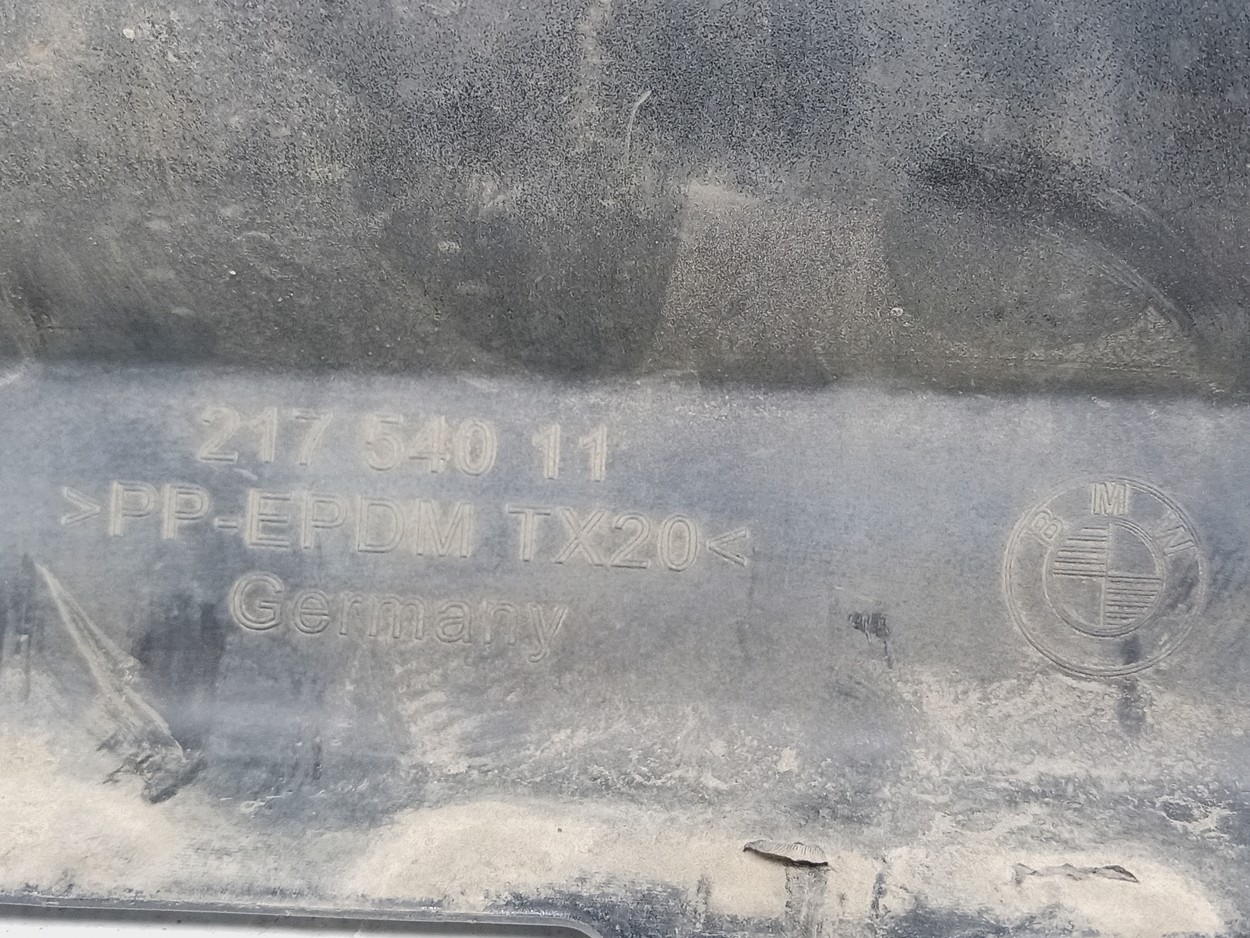 217 540 11
>PP-EPDM TX20<
Germany
BMW